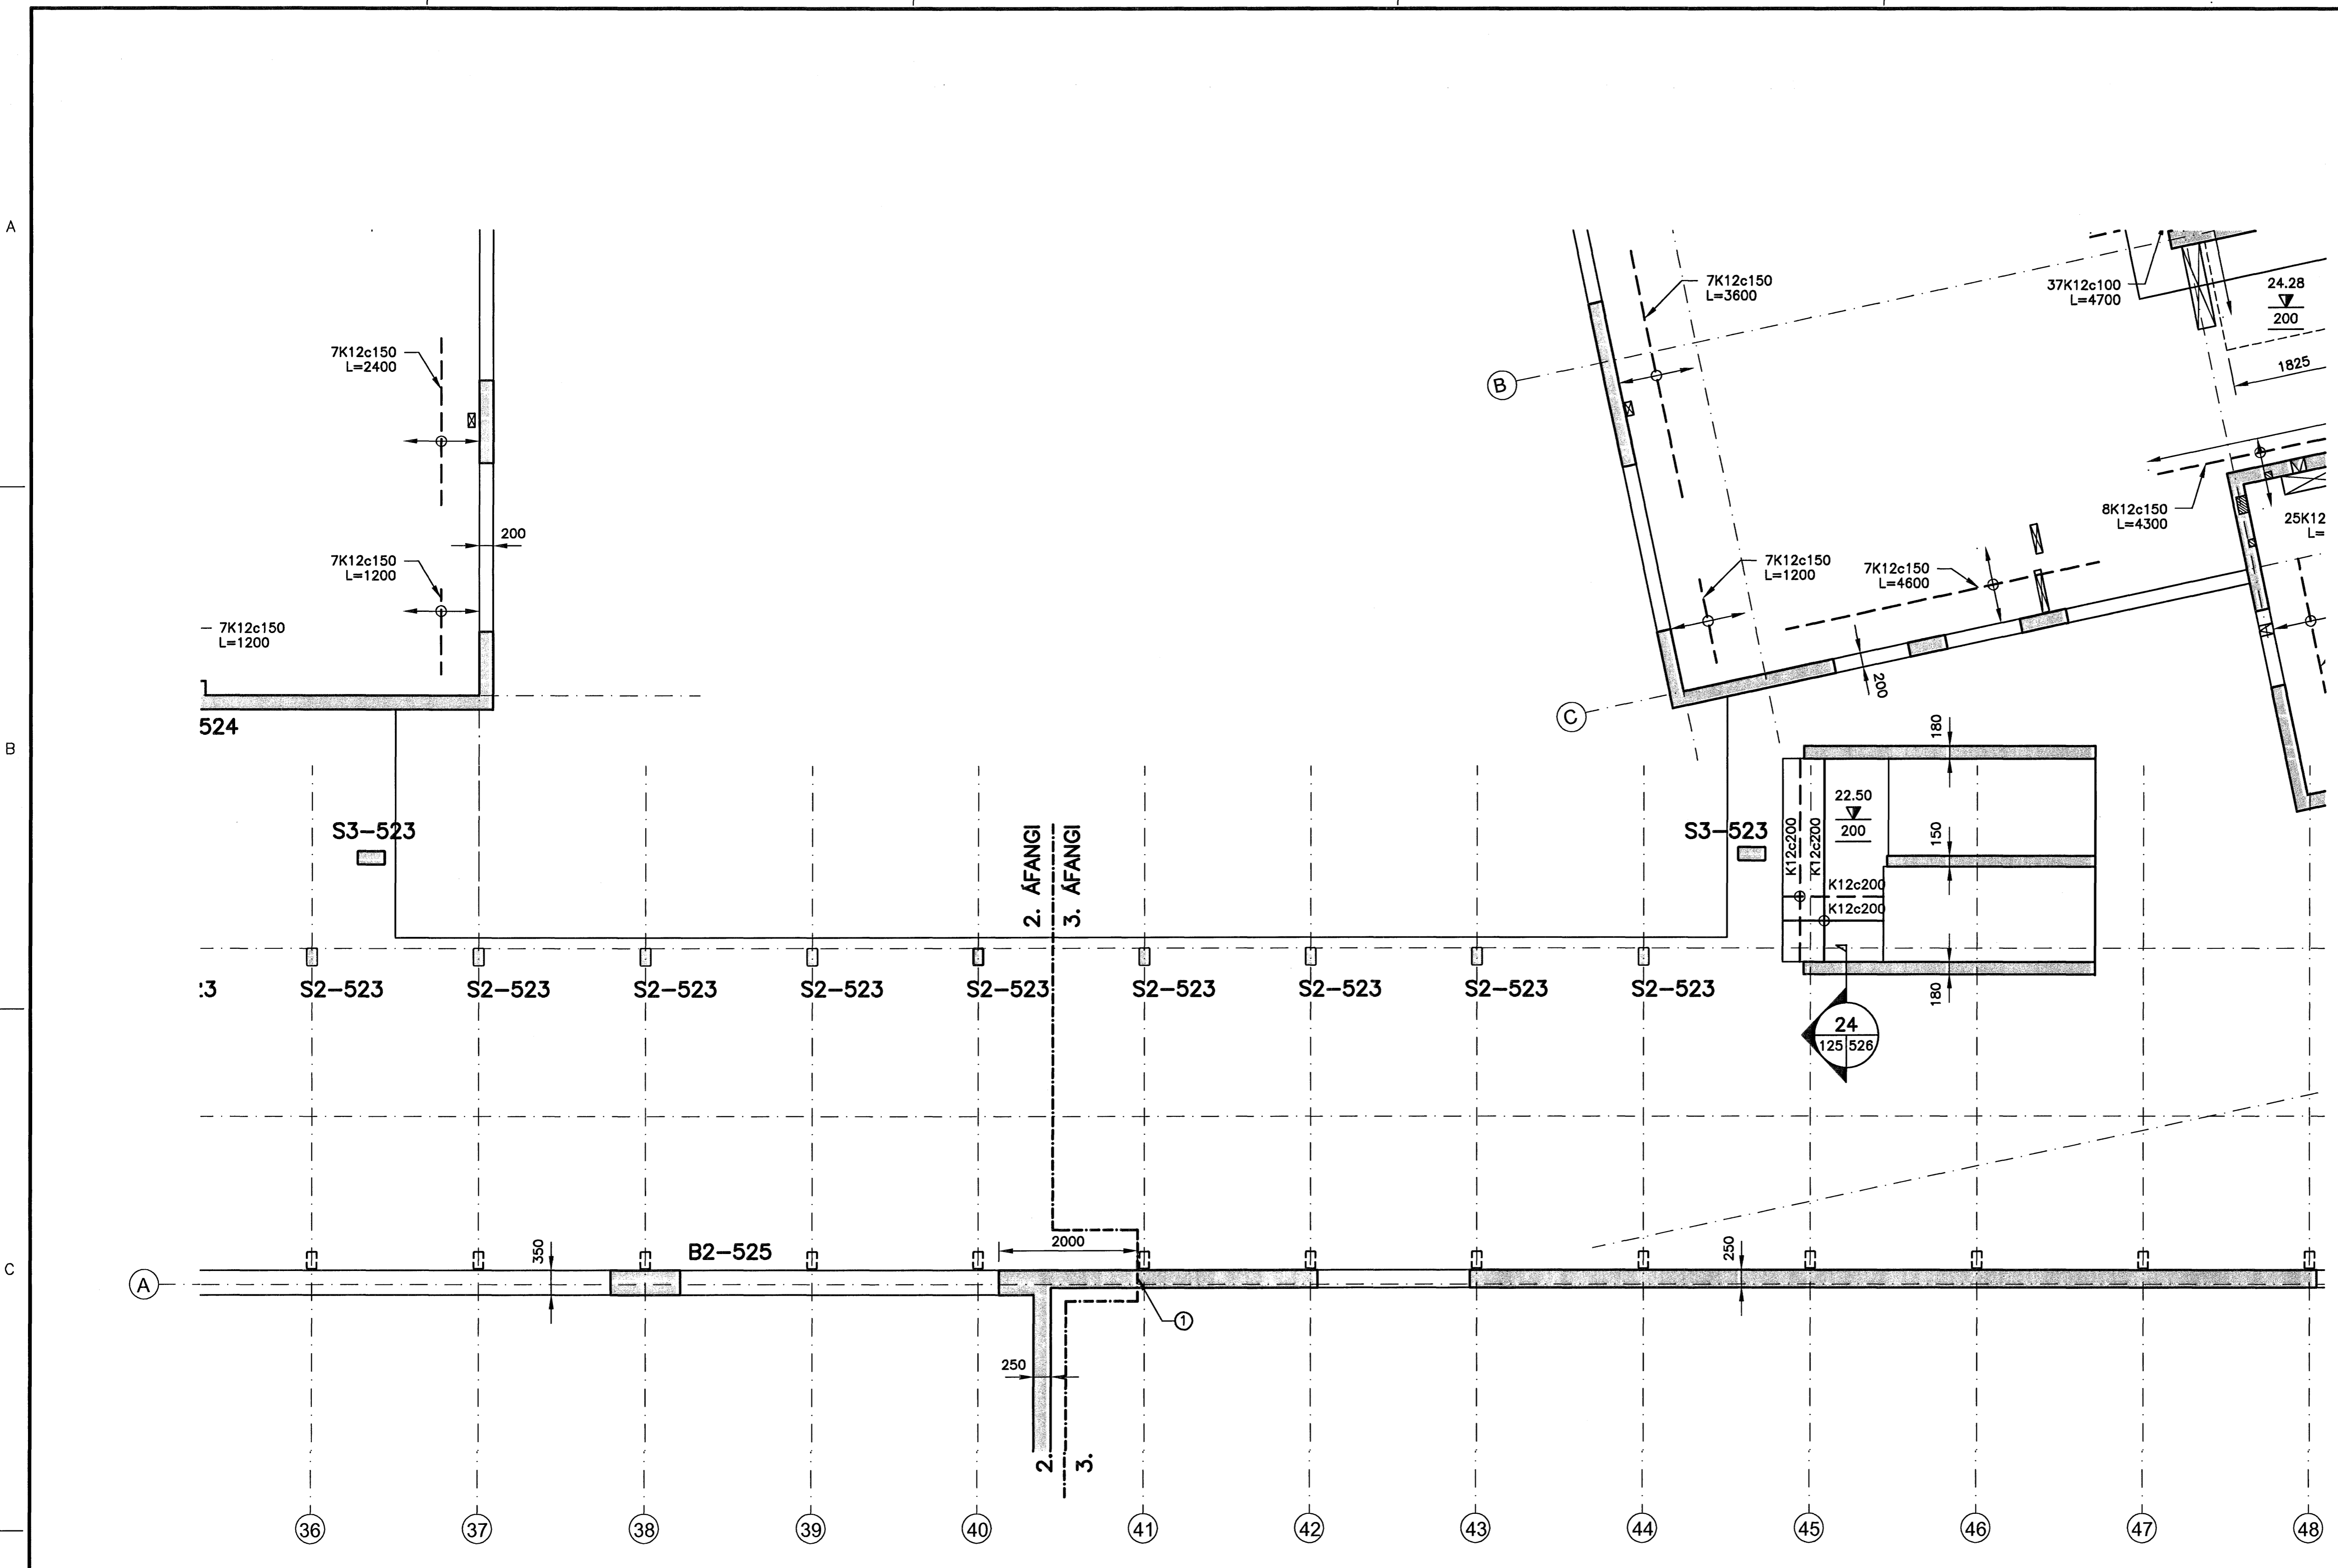 A
7K12c150
L=3600
37K12c100
L=4700
24.28
200
7K12c150
L=2400
1825
B
8K12c150
L=4300
25K12
L=
200
7K12c150
L=1200
7K12c150
L=1200
7K12c150
L=4600
7K12c150
L=1200
200
C
524
B
180
S3-523
2. ÁFANGI
3. ÁFANGI
S3-523
22.50
200
K12c200
K12c200
150
K12c200
K12c200
S2-523
S2-523
S2-523
S2-523
S2-523
S2-523
S2-523
S2-523
S2-523
180
24
125
526
C
A
350
B2-525
2000
250
1
250
2.
3.
36
37
38
39
40
41
42
43
44
45
46
47
48